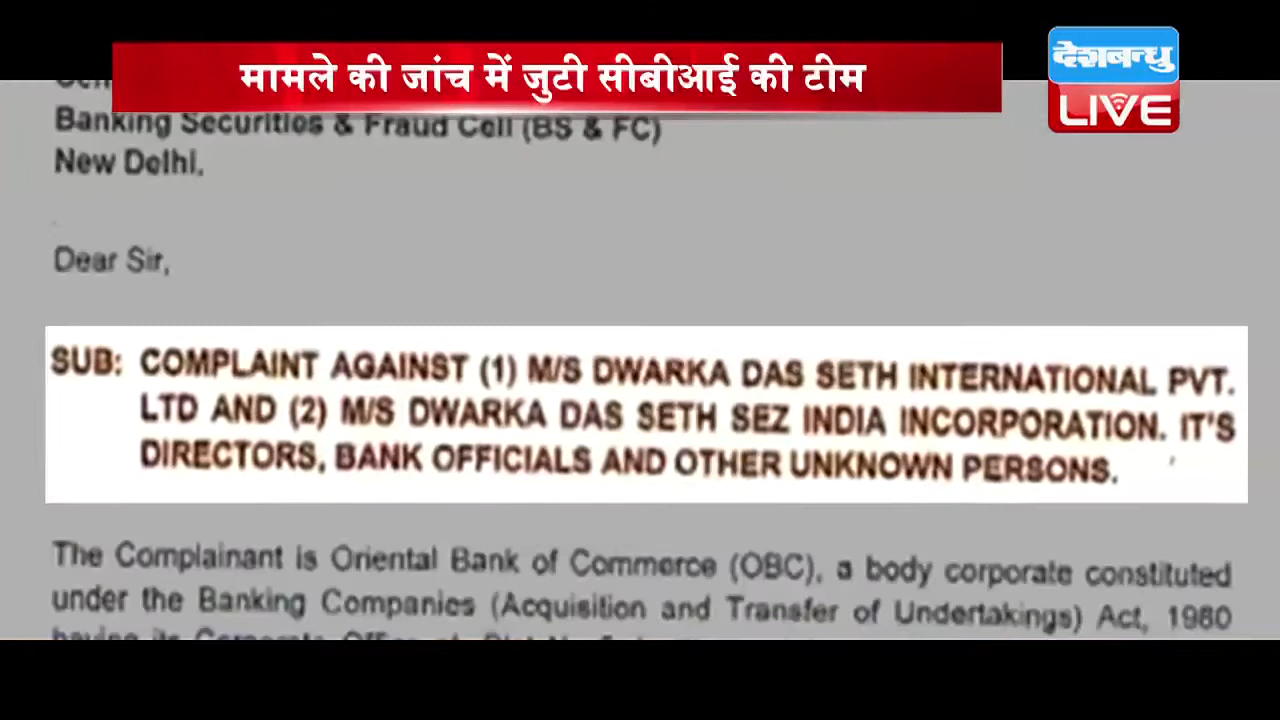 मामले की जांच में जुटी सीबीआई की टीम
देशबन्धु
LIVE
Banking Securities & Fraud Cell (BS & FC)
New Delhi.
Dear Sir,
SUB: COMPLAINT AGAINST (1) M/S DWARKA DAS SETH INTERNATIONAL PVT.
LTD AND (2) M/S DWARKA DAS SETH SEZ INDIA INCORPORATION. IT'S
DIRECTORS, BANK OFFICIALS AND OTHER UNKNOWN PERSONS.
The Complainant is Oriental Bank of Commerce (OBC), a body corporate constituted
under the Banking Companies (Acquisition and Transfer of Undertakings) Act, 1980